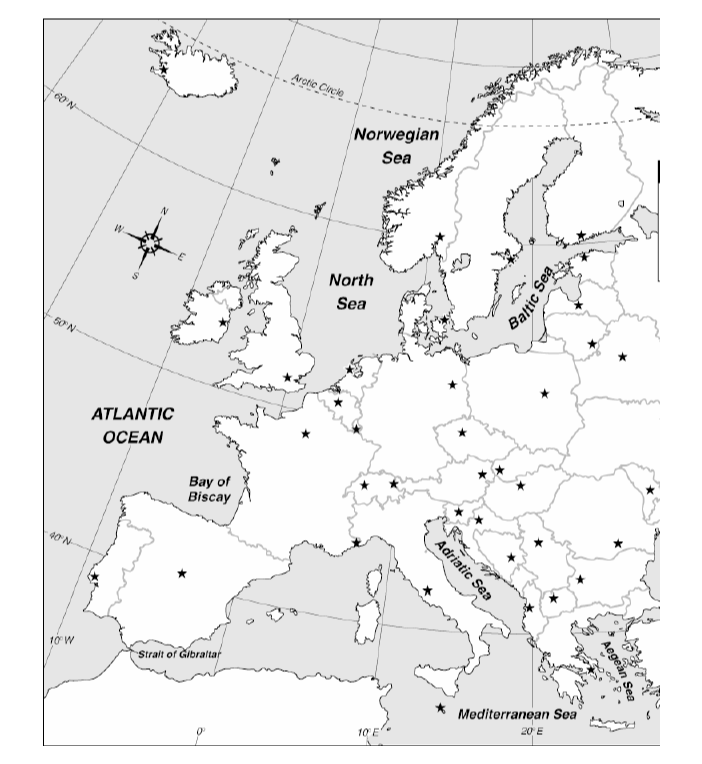 Arctic Circle
60°N
Norwegian
Sea
N
W
E
S
North
Sea
Baltic Sea
50°N
ATLANTIC
OCEAN
Bay of
Biscay
40°N
Adriatic Sea
10°W
Strait of Gibraltar
Aegean Sea
Mediterranean Sea
0°
10°E
20°E